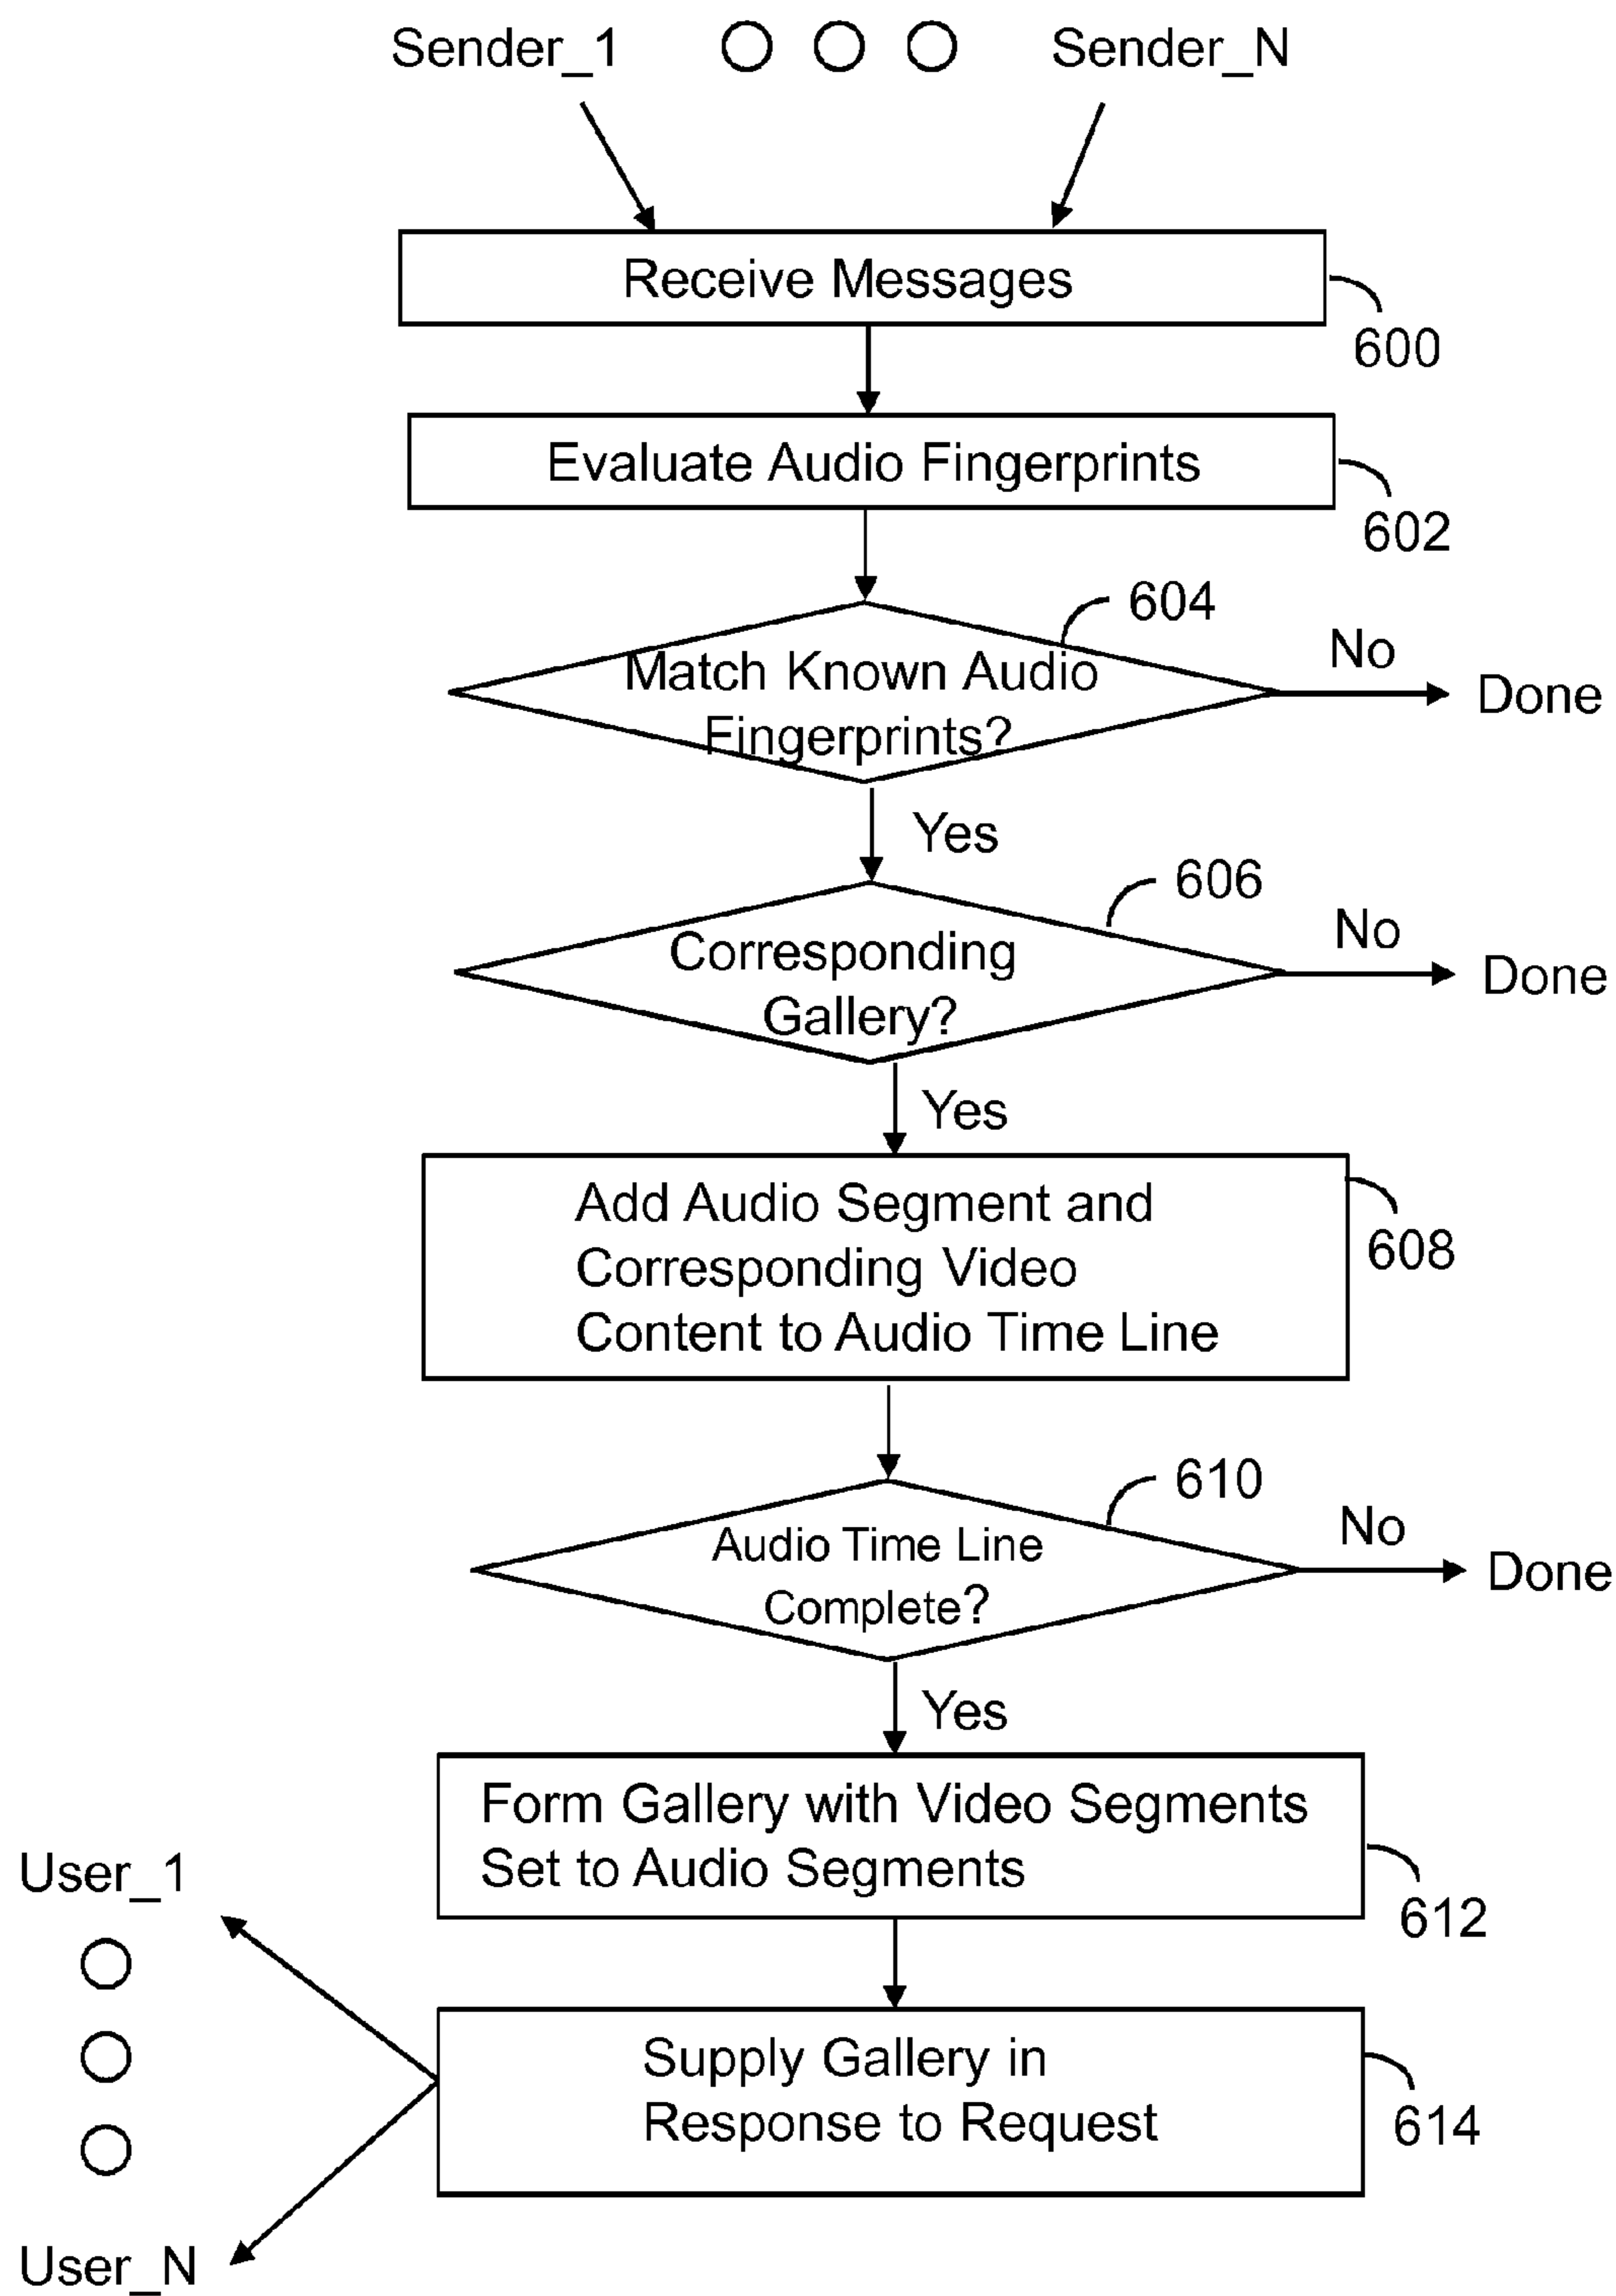 Sender_1
Sender_N
Receive Messages
600
Evaluate Audio Fingerprints
602
604
Match Known Audio
Fingerprints?
No
Done
Yes
606
Corresponding
Gallery?
No
Done
Yes
Add Audio Segment and
Corresponding Video
Content to Audio Time Line
608
610
Audio Time Line
Complete?
No
Done
Yes
Form Gallery with Video Segments
Set to Audio Segments
612
User_1
Supply Gallery in
Response to Request
614
User_N